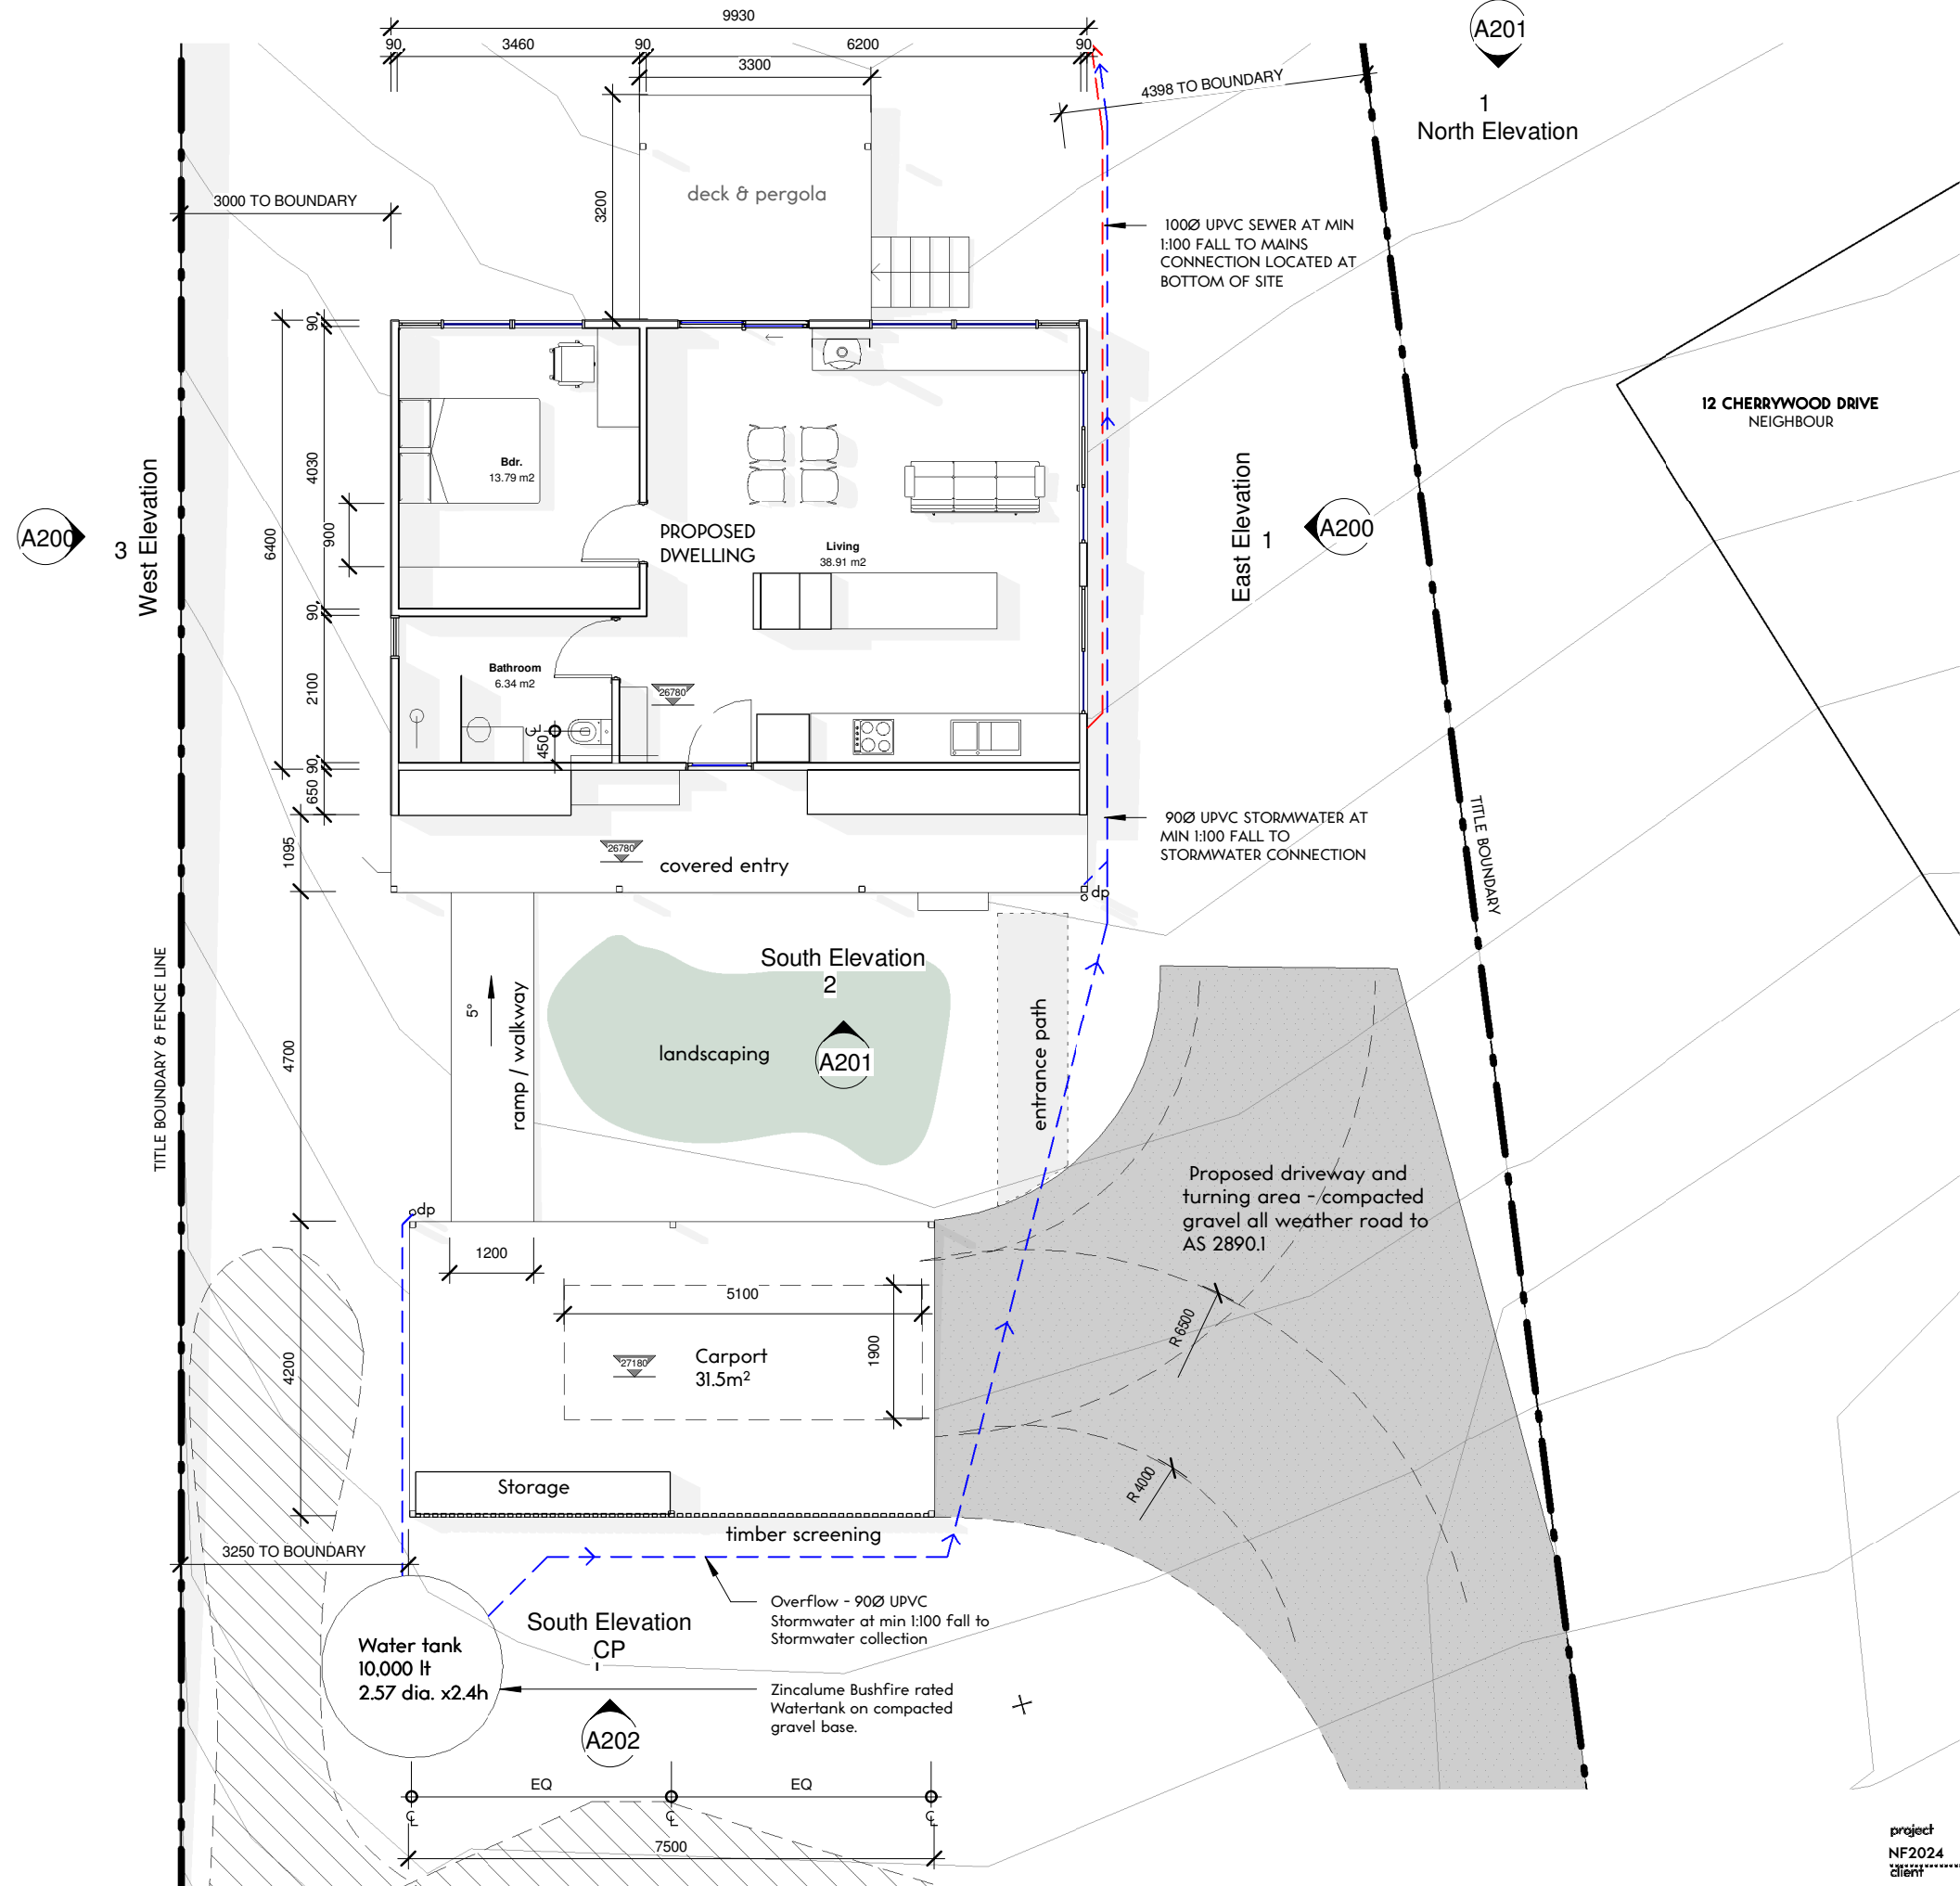 9930
90
3460
90
6200
90
3300
A201
1
North Elevation
4398 TO BOUNDARY
3000 TO BOUNDARY
3200
deck & pergola
100Ø UPVC SEWER AT MIN
1:100 FALL TO MAINS
CONNECTION LOCATED AT
BOTTOM OF SITE
12 CHERRYWOOD DRIVE
NEIGHBOUR
90
4030
6400
900
90
2100
90
650
1095
Bdr.
13.79 m2
PROPOSED
DWELLING
Living
38.91 m2
A200
3
West Elevation
East Elevation
1
A200
Bathroom
6.34 m2
450
26780
90Ø UPVC STORMWATER AT
MIN 1:100 FALL TO
STORMWATER CONNECTION
TITLE BOUNDARY
26780
covered entry
dp
TITLE BOUNDARY & FENCE LINE
4700
5°
ramp / walkway
South Elevation
2
A201
landscaping
entrance path
Proposed driveway and
turning area - compacted
gravel all weather road to
AS 2890.1
dp
1200
5100
1900
4200
27180
Carport
31.5m²
R 6500
R 4000
Storage
timber screening
3250 TO BOUNDARY
Overflow - 90Ø UPVC
Stormwater at min 1:100 fall to
Stormwater collection
South Elevation
CP
Water tank
10,000 lt
2.57 dia. x2.4h
Zincalume Bushfire rated
Watertank on compacted
gravel base.
A202
EQ
EQ
7500
project
NF2024
client